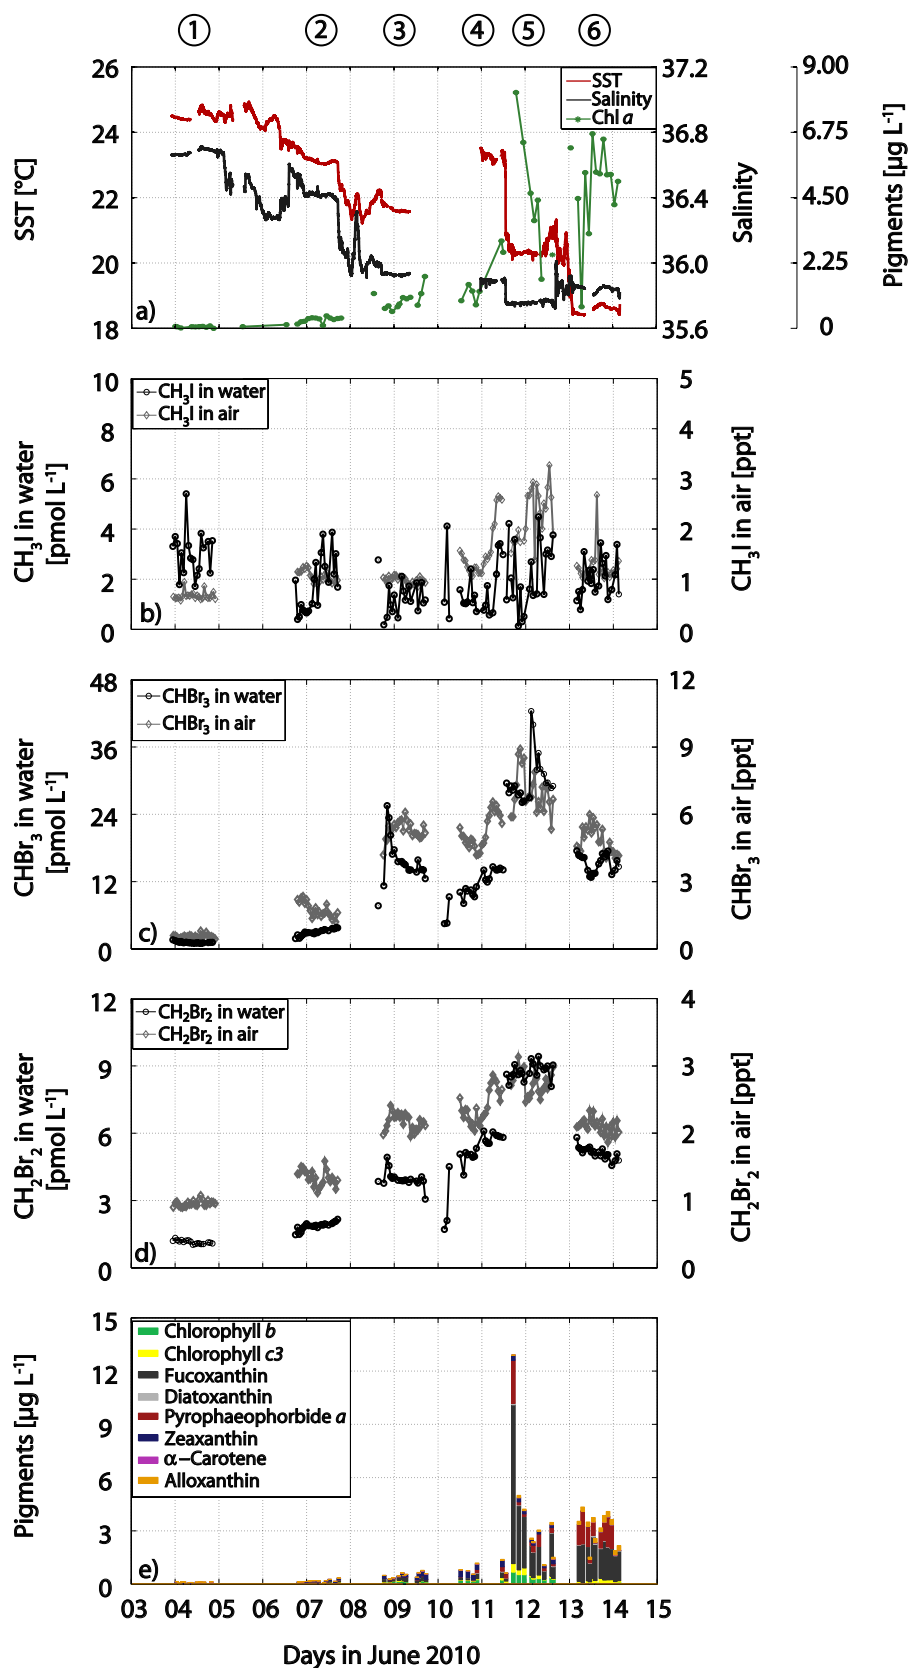 1 2 3 4 5 6
26 37.2 9.00
SST
Salinity
Chl a
24 36.8 6.75
22 36.4 4.50
20 36.0 2.25
18 35.6 0
SST [°C]
Salinity
Pigments [µg L⁻¹]
a)
10 5
CH₃I in water
CH₃I in air
8 4
6 3
4 2
2 1
0 0
CH₃I in water
[pmol L⁻¹]
CH₃I in air [ppt]
b)
48 12
CHBr₃ in water
CHBr₃ in air
36 9
24 6
12 3
0 0
CHBr₃ in water
[pmol L⁻¹]
CHBr₃ in air [ppt]
c)
12 4
CH₂Br₂ in water
CH₂Br₂ in air
9 3
6 2
3 1
0 0
CH₂Br₂ in water
[pmol L⁻¹]
CH₂Br₂ in air [ppt]
d)
15
Chlorophyll b
Chlorophyll c3
Fucoxanthin
Diatoxanthin
Pyrophaeophorbide a
Zeaxanthin
α−Carotene
Alloxanthin
12
9
6
3
0
Pigments [µg L⁻¹]
e)
03 04 05 06 07 08 09 10 11 12 13 14 15
Days in June 2010